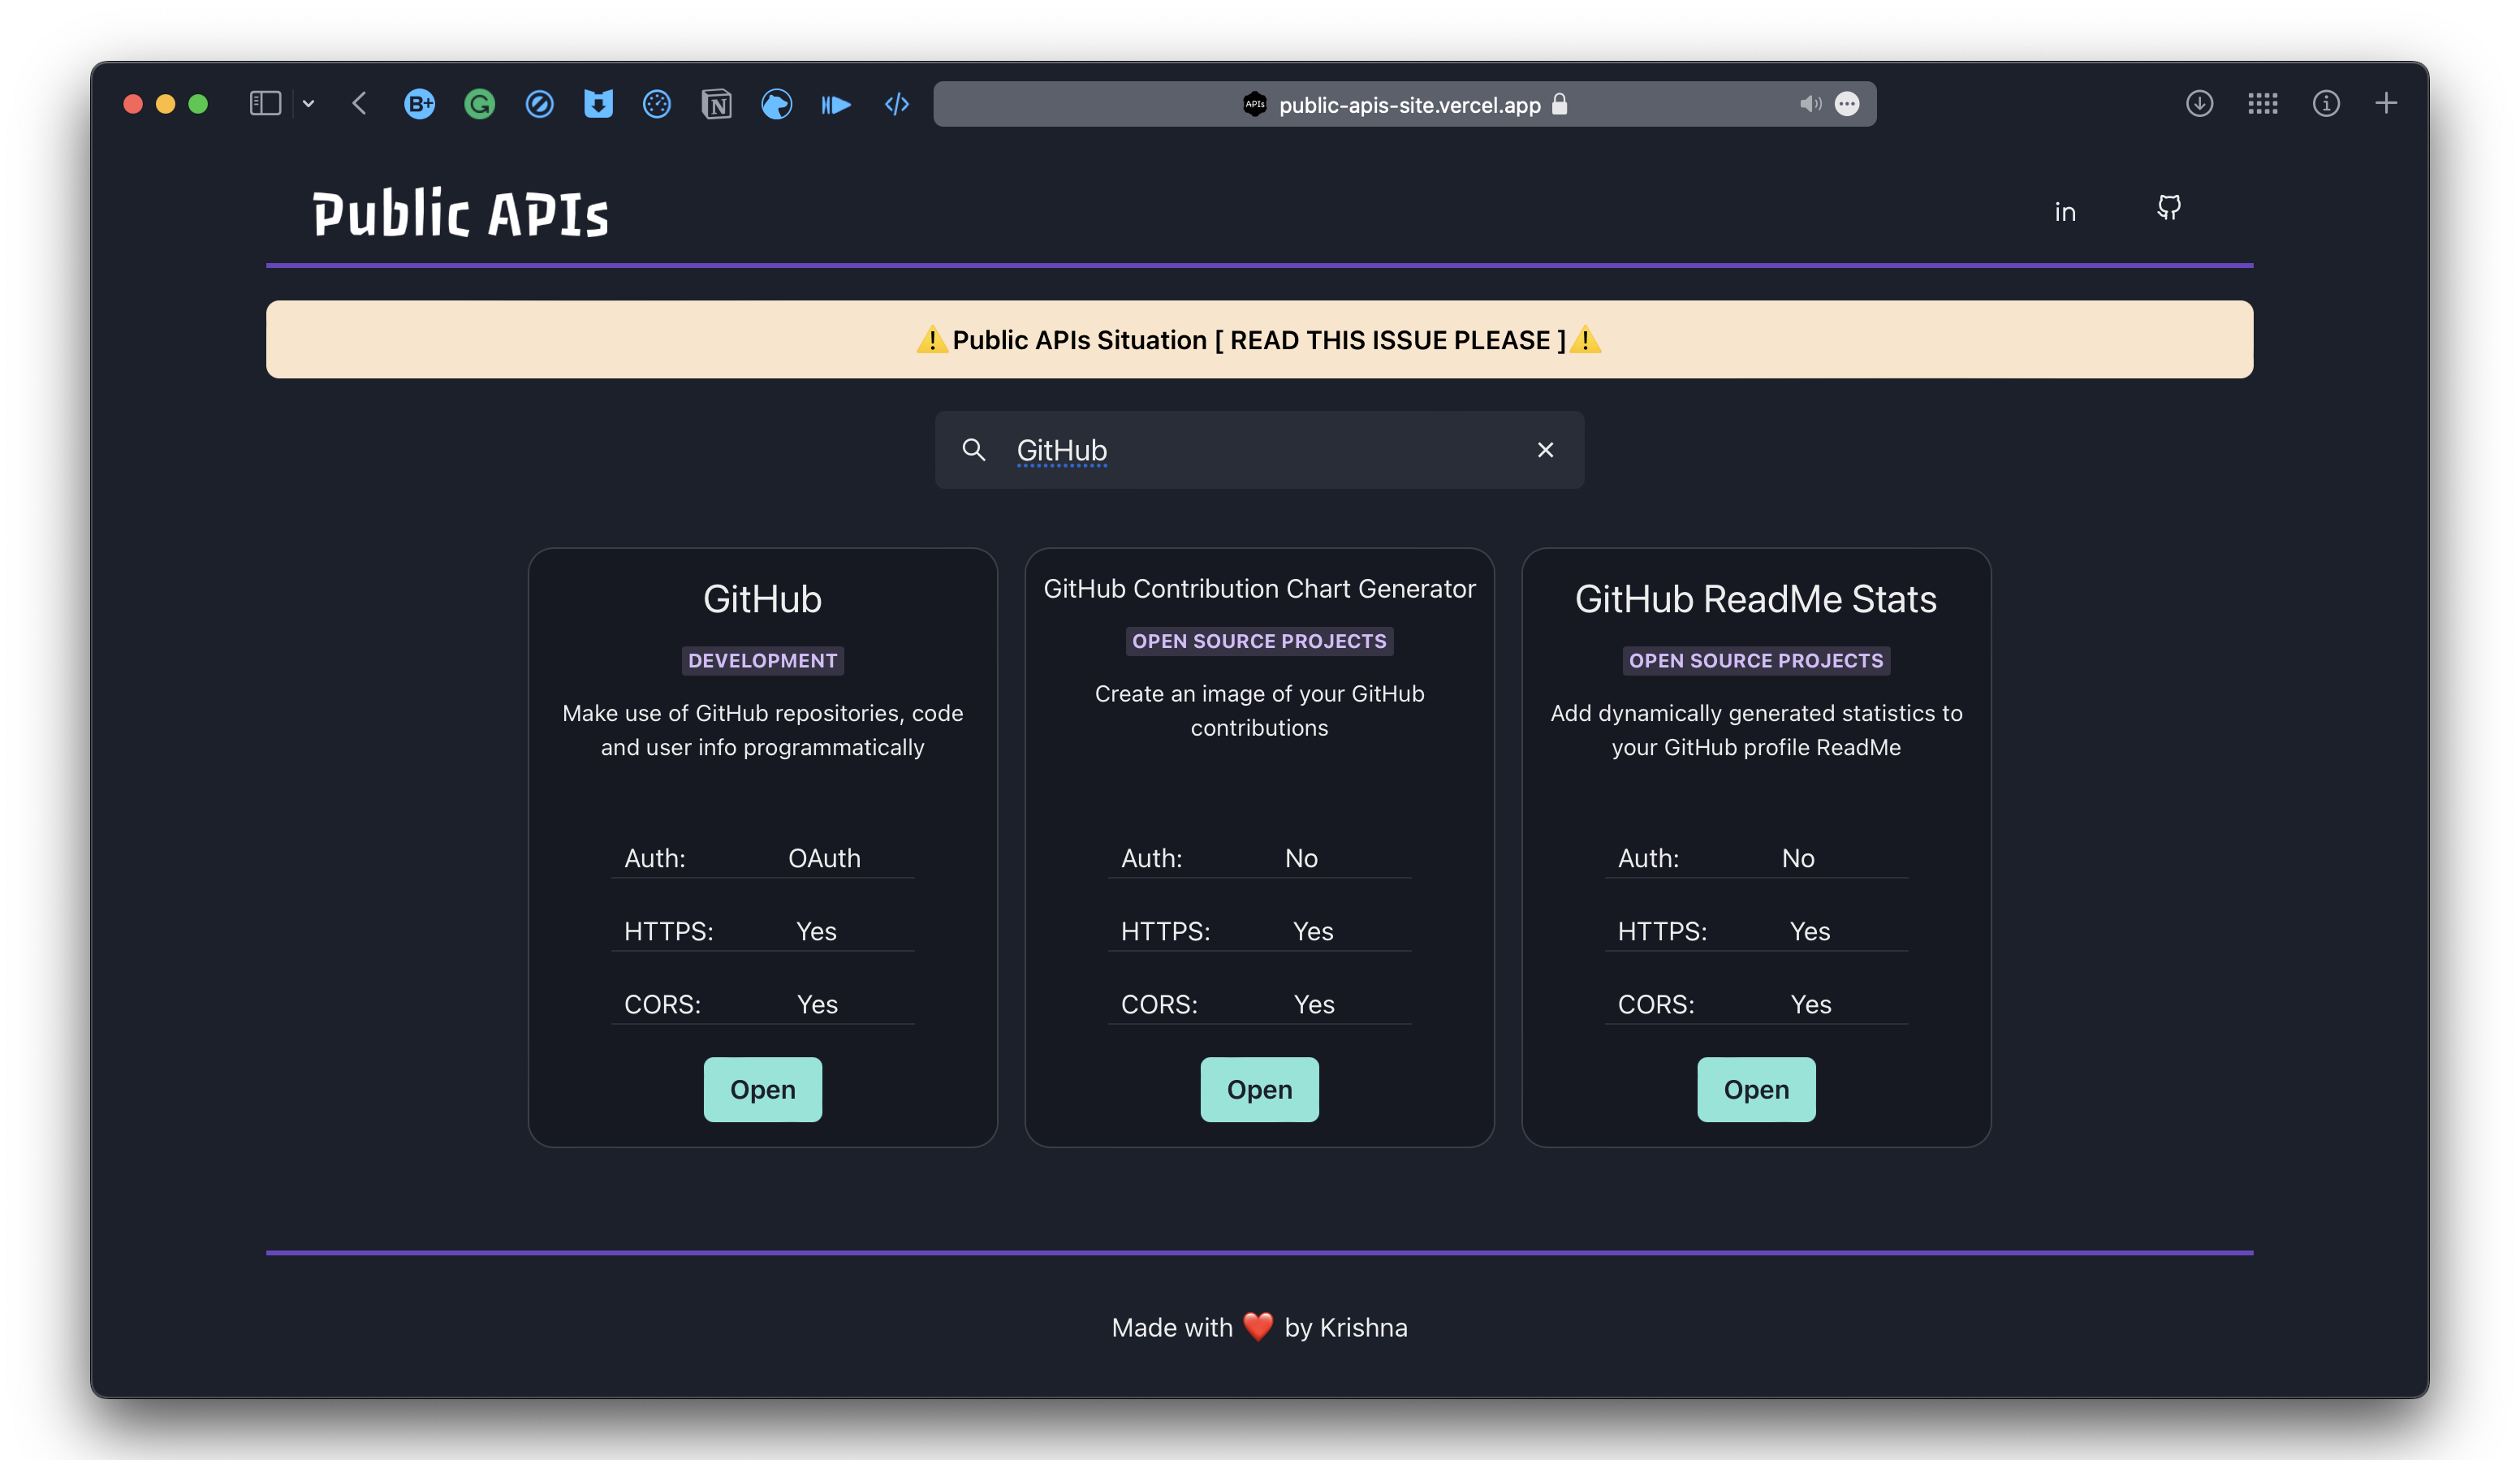 B+
APIs public-apis-site.vercel.app
Public APIs
in
⚠️Public APIs Situation [ READ THIS ISSUE PLEASE ]⚠️
GitHub
GitHub
DEVELOPMENT
Make use of GitHub repositories, code
and user info programmatically
Auth: OAuth
HTTPS: Yes
CORS: Yes
Open
GitHub Contribution Chart Generator
OPEN SOURCE PROJECTS
Create an image of your GitHub
contributions
Auth: No
HTTPS: Yes
CORS: Yes
Open
GitHub ReadMe Stats
OPEN SOURCE PROJECTS
Add dynamically generated statistics to
your GitHub profile ReadMe
Auth: No
HTTPS: Yes
CORS: Yes
Open
Made with ❤️ by Krishna